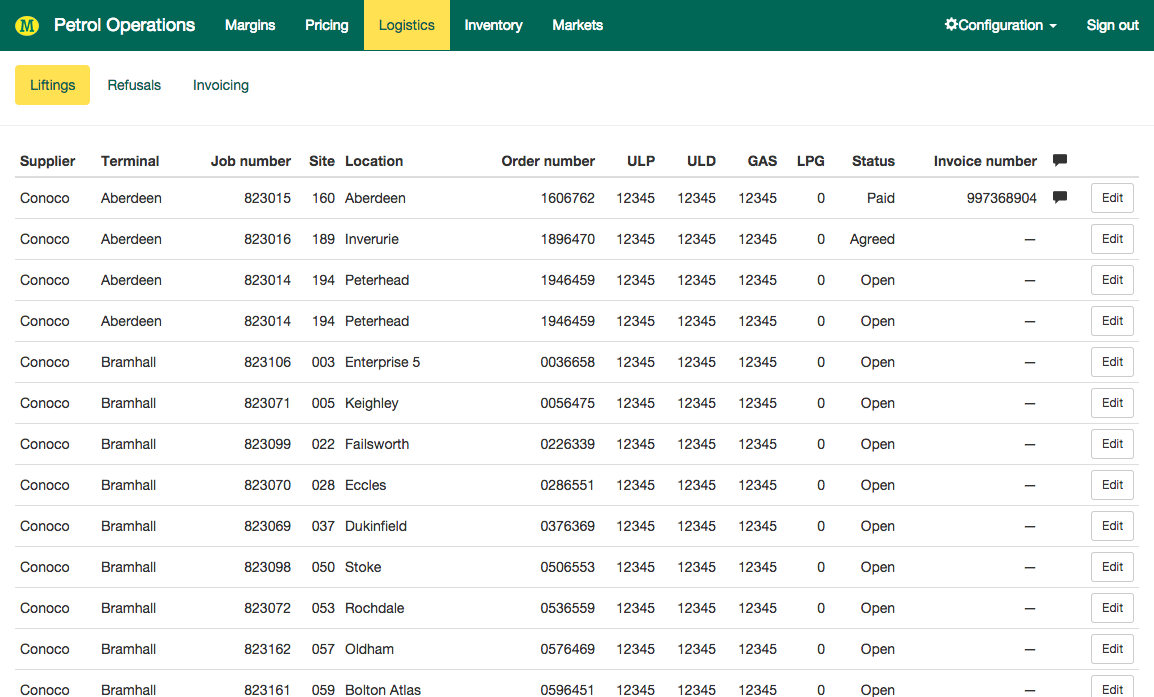 M Petrol Operations Margins Pricing Logistics Inventory Markets Configuration Sign out
Liftings Refusals Invoicing
Supplier Terminal Job number Site Location Order number ULP ULD GAS LPG Status Invoice number
Conoco Aberdeen 823015 160 Aberdeen 1606762 12345 12345 12345 0 Paid 997368904 Edit
Conoco Aberdeen 823016 189 Inverurie 1896470 12345 12345 12345 0 Agreed — Edit
Conoco Aberdeen 823014 194 Peterhead 1946459 12345 12345 12345 0 Open — Edit
Conoco Aberdeen 823014 194 Peterhead 1946459 12345 12345 12345 0 Open — Edit
Conoco Bramhall 823106 003 Enterprise 5 0036658 12345 12345 12345 0 Open — Edit
Conoco Bramhall 823071 005 Keighley 0056475 12345 12345 12345 0 Open — Edit
Conoco Bramhall 823099 022 Failsworth 0226339 12345 12345 12345 0 Open — Edit
Conoco Bramhall 823070 028 Eccles 0286551 12345 12345 12345 0 Open — Edit
Conoco Bramhall 823069 037 Dukinfield 0376369 12345 12345 12345 0 Open — Edit
Conoco Bramhall 823098 050 Stoke 0506553 12345 12345 12345 0 Open — Edit
Conoco Bramhall 823072 053 Rochdale 0536559 12345 12345 12345 0 Open — Edit
Conoco Bramhall 823162 057 Oldham 0576469 12345 12345 12345 0 Open — Edit
Conoco Bramhall 823161 059 Bolton Atlas 0596451 12345 12345 12345 0 Open — Edit